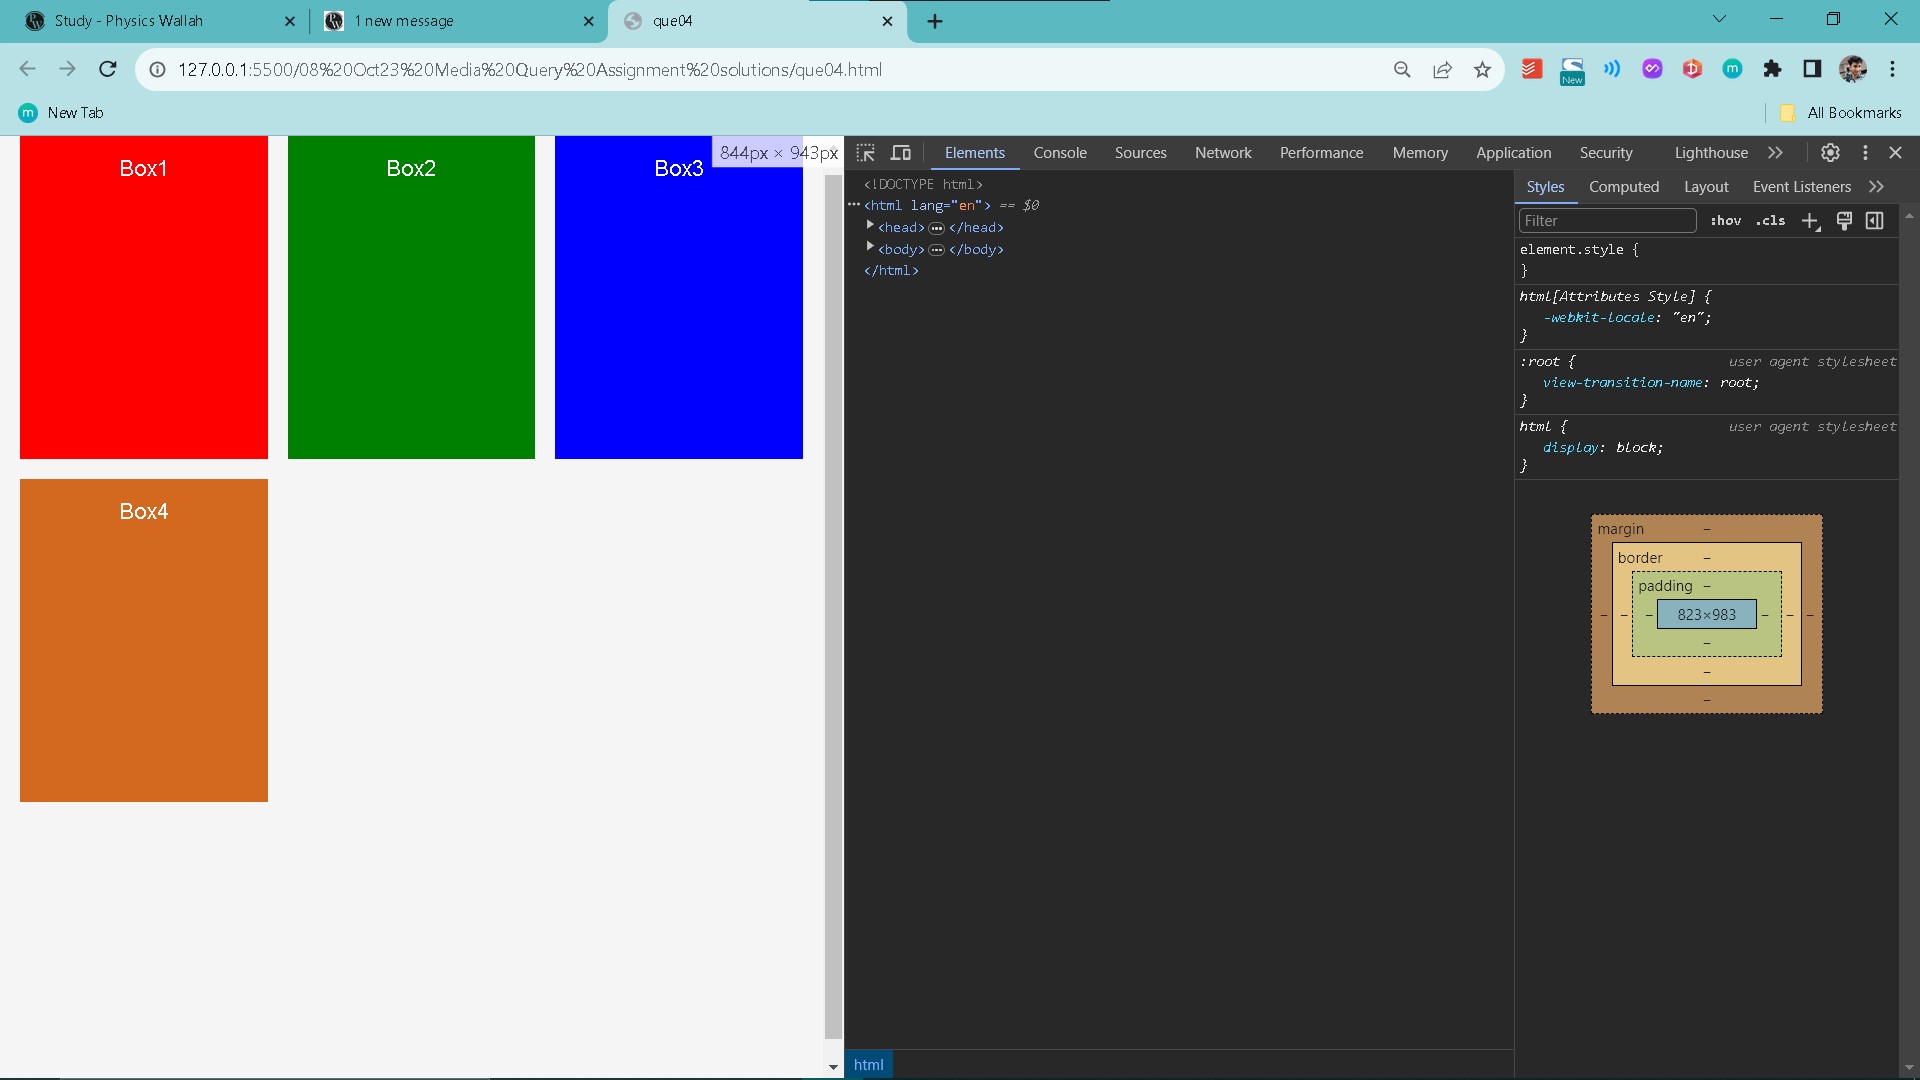 Study - Physics Wallah
1 new message
que04
127.0.0.1:5500/08%20Oct23%20Media%20Query%20Assignment%20solutions/que04.html
New
m
m New Tab
All Bookmarks
Box1
Box2
Box3
844px × 943px
Box4
Elements Console Sources Network Performance Memory Application Security Lighthouse
<!DOCTYPE html>
<html lang="en"> == $0
<head> ••• </head>
<body> ••• </body>
</html>
html
Styles Computed Layout Event Listeners
Filter :hov .cls
element.style {
}
html[Attributes Style] {
-webkit-locale: "en";
}
:root { user agent stylesheet
view-transition-name: root;
}
html { user agent stylesheet
display: block;
}
margin –
border –
padding –
– – – 823×983 – – –
–
–
–